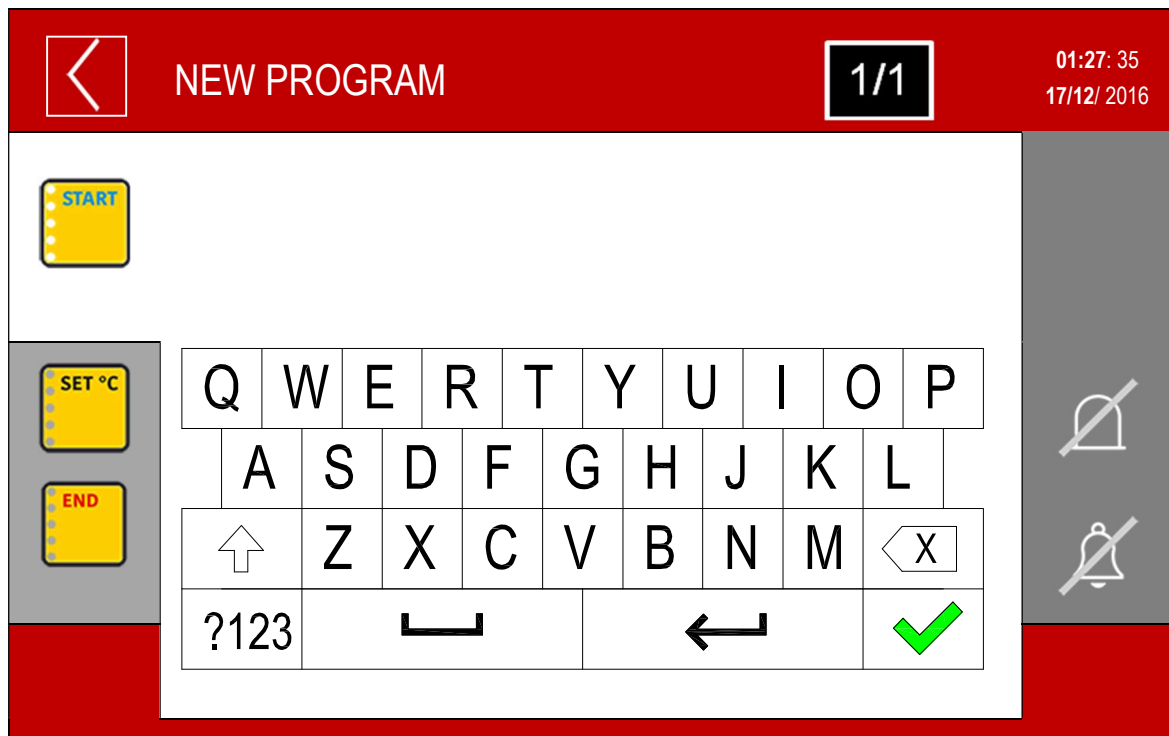 NEW PROGRAM
1/1
01:27: 35
17/12/ 2016
START
SET °C
END
Q W E R T Y U I O P
A S D F G H J K L
Z X C V B N M X
?123